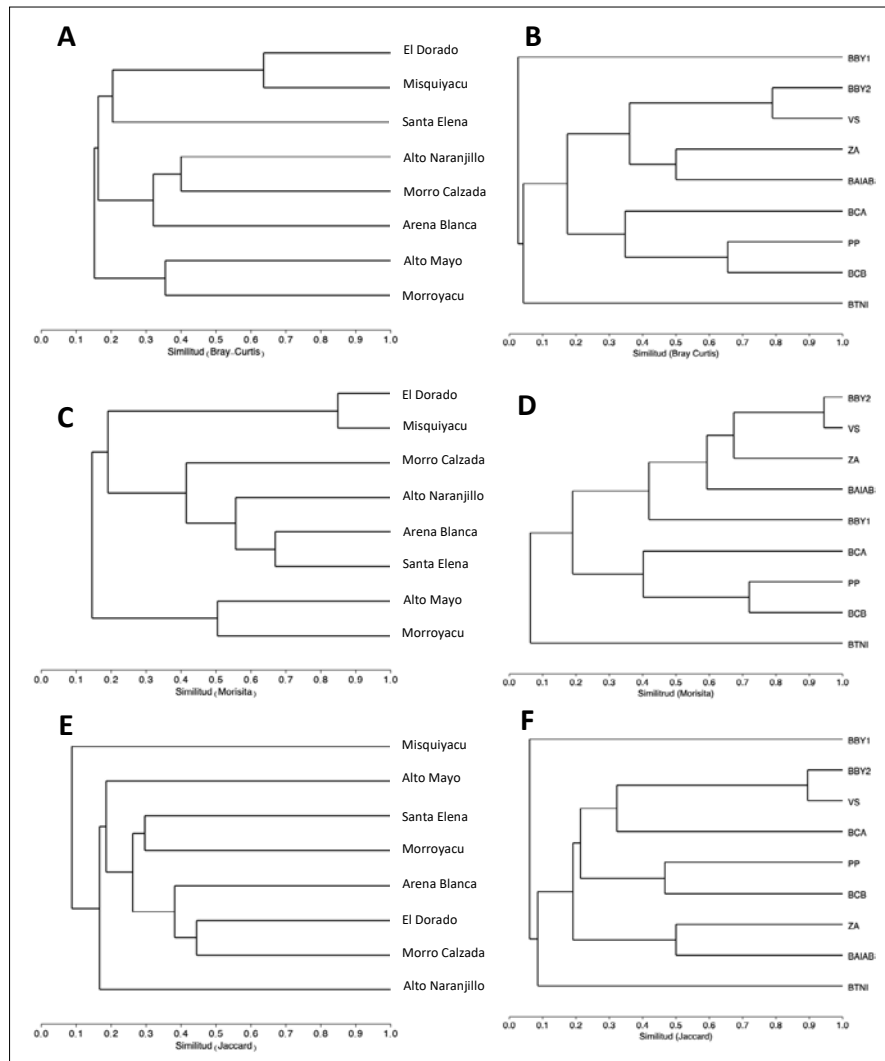 A
El Dorado
Misquiyacu
Santa Elena
Alto Naranjillo
Morro Calzada
Arena Blanca
Alto Mayo
Morroyacu
0.0 0.1 0.2 0.3 0.4 0.5 0.6 0.7 0.8 0.9 1.0
Similitud (Bray-Curtis)
B
BBY1
BBY2
VS
ZA
BAIAB
BCA
PP
BCB
BTNI
0.1 0.2 0.3 0.4 0.5 0.6 0.7 0.8 0.9 1.0
Similitud (Bray Curtis)
C
El Dorado
Misquiyacu
Morro Calzada
Alto Naranjillo
Arena Blanca
Santa Elena
Alto Mayo
Morroyacu
0.0 0.1 0.2 0.3 0.4 0.5 0.6 0.7 0.8 0.9 1.0
Similitud (Morisita)
D
BBY2
VS
ZA
BAIAB
BBY1
BCA
PP
BCB
BTNI
0.1 0.2 0.3 0.4 0.5 0.6 0.7 0.8 0.9 1.0
Similitrud (Morisita)
E
Misquiyacu
Alto Mayo
Santa Elena
Morroyacu
Arena Blanca
El Dorado
Morro Calzada
Alto Naranjillo
0.0 0.1 0.2 0.3 0.4 0.5 0.6 0.7 0.8 0.9 1.0
Similitud (Jaccard)
F
BBY1
BBY2
VS
BCA
PP
BCB
ZA
BAIAB
BTNI
0.1 0.2 0.3 0.4 0.5 0.6 0.7 0.8 0.9 1.0
Similitud (Jaccard)